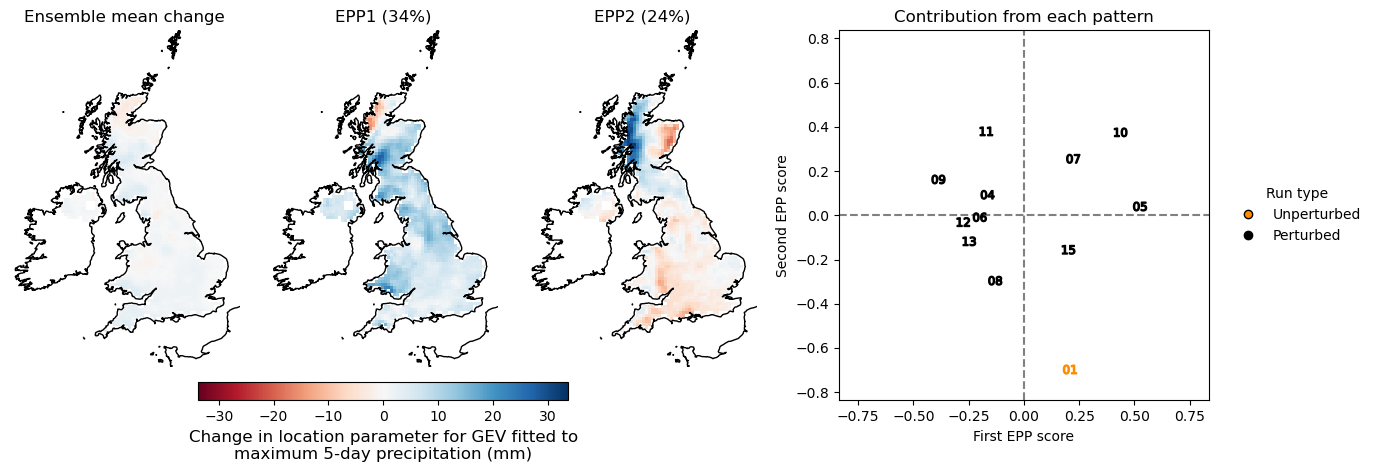 Ensemble mean change
EPP1 (34%)
EPP2 (24%)
Contribution from each pattern
−30 −20 −10 0 10 20 30
Change in location parameter for GEV fitted to
maximum 5-day precipitation (mm)
Second EPP score
0.8
0.6
0.4
0.2
0.0
−0.2
−0.4
−0.6
−0.8
11
10
07
09
04
05
06
12
13
15
08
01
−0.75 −0.50 −0.25 0.00 0.25 0.50 0.75
First EPP score
Run type
Unperturbed
Perturbed